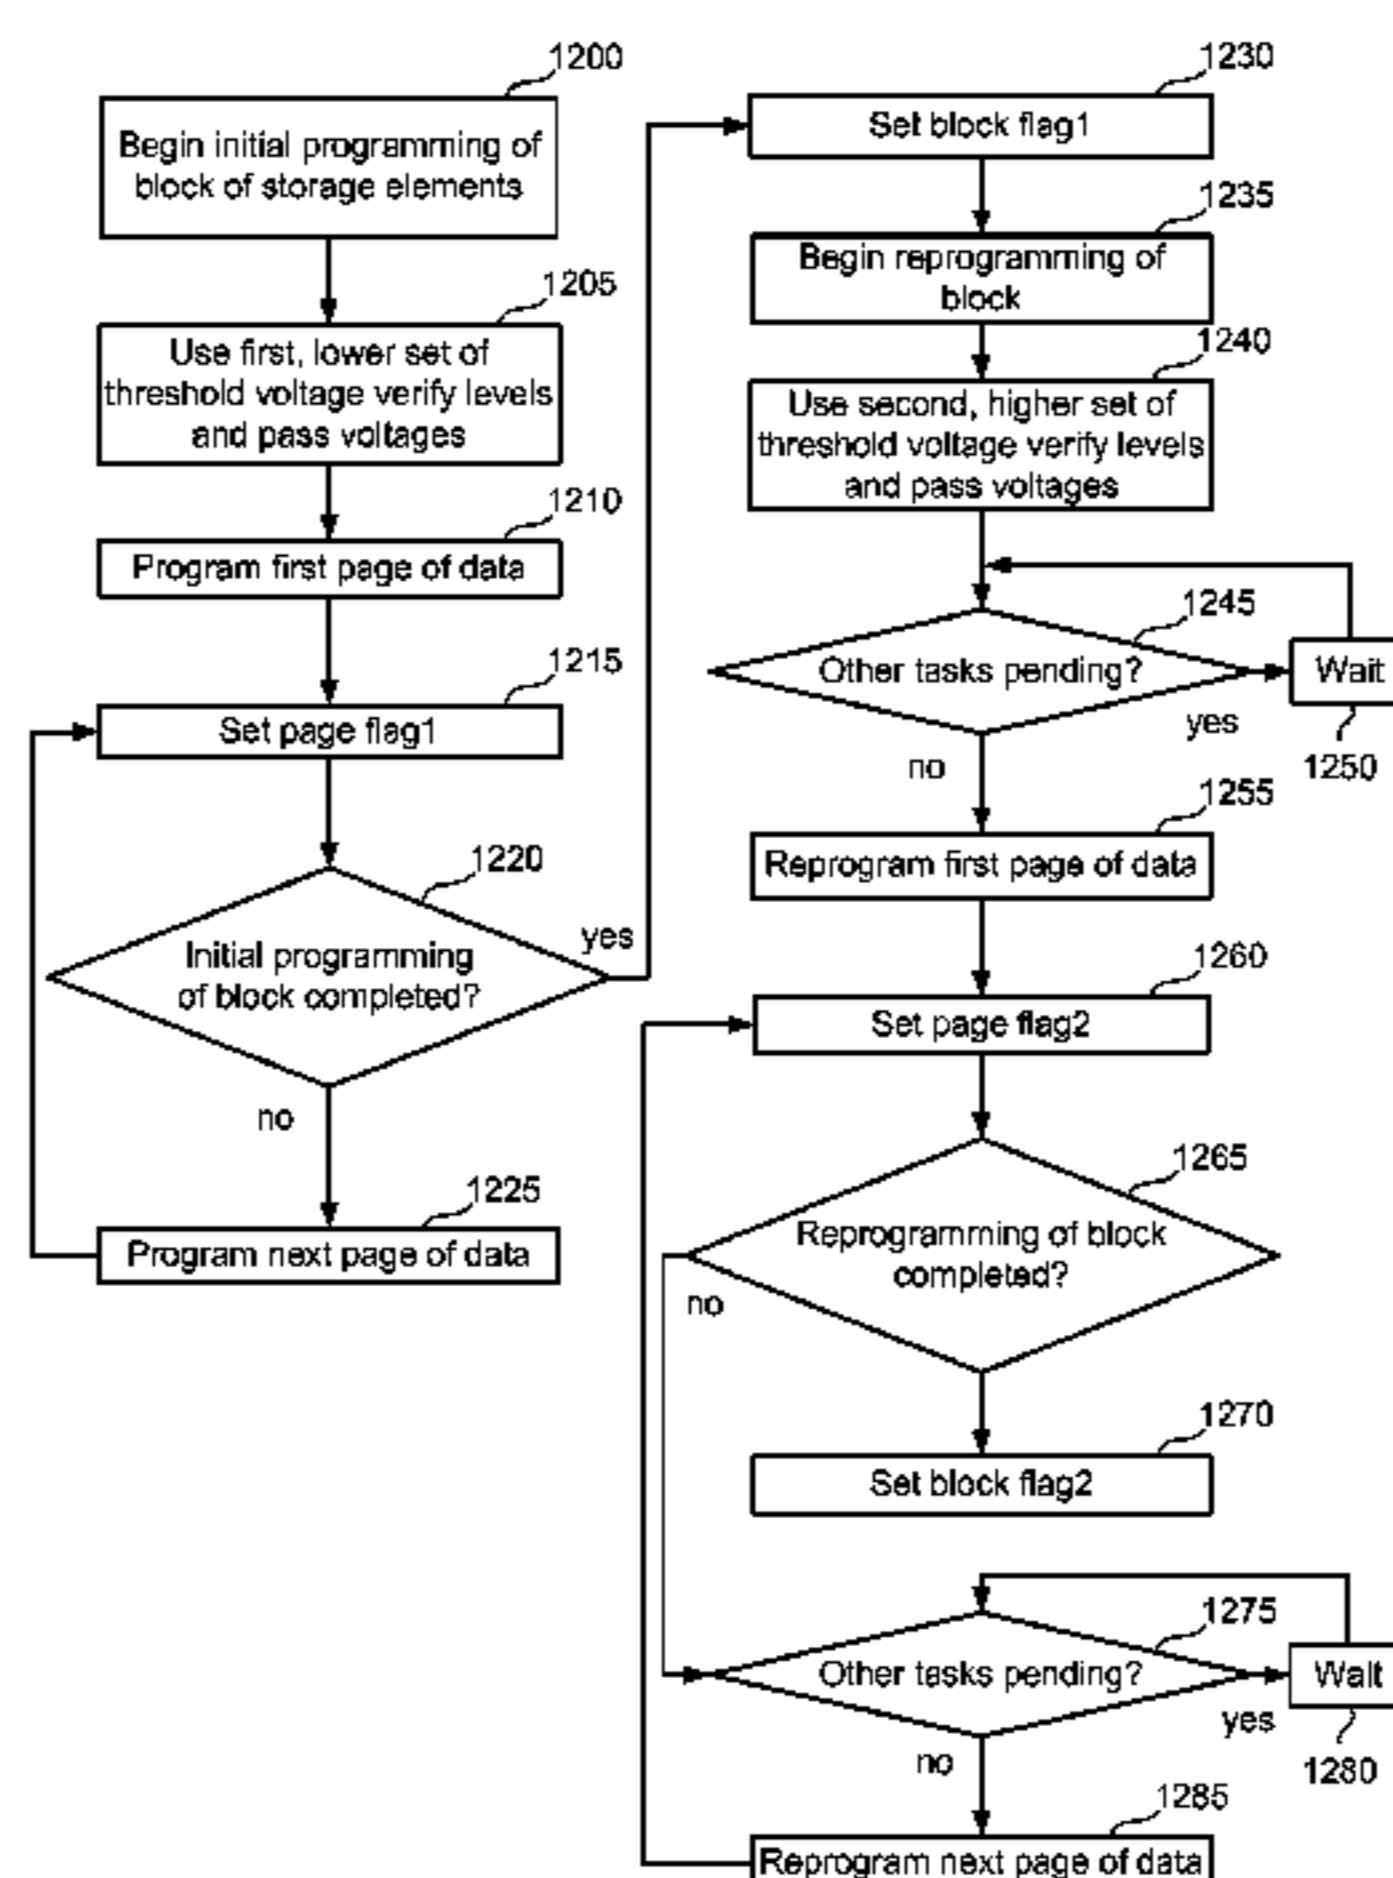 1200
Begin initial programming of
block of storage elements
1205
Use first, lower set of
threshold voltage verify levels
and pass voltages
1210
Program first page of data
1215
Set page flag1
1220
Initial programming
of block completed?
yes
no
1225
Program next page of data
1230
Set block flag1
1235
Begin reprogramming of
block
1240
Use second, higher set of
threshold voltage verify levels
and pass voltages
1245
Other tasks pending?
Wait
yes
1250
no
1255
Reprogram first page of data
1260
Set page flag2
1265
Reprogramming of block
completed?
no
1270
Set block flag2
1275
Other tasks pending?
Wait
yes
1280
no
1285
Reprogram next page of data